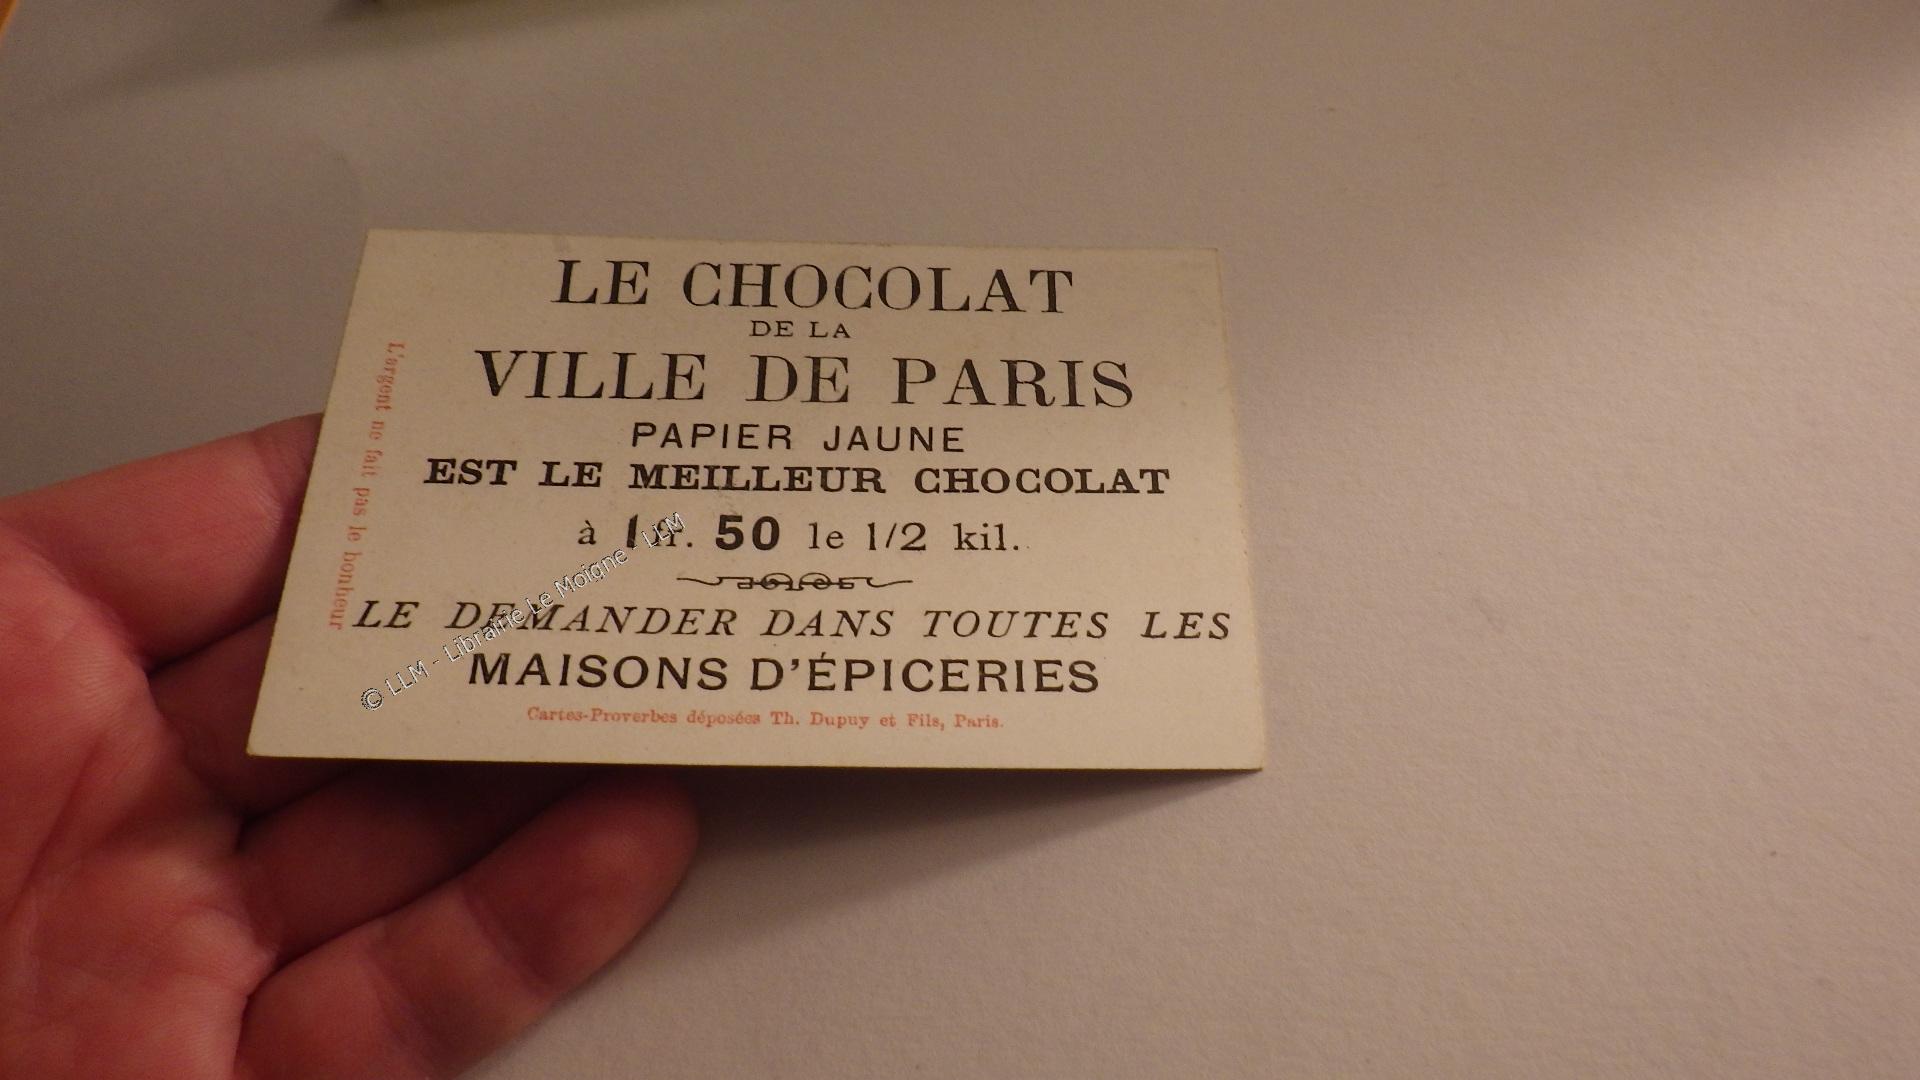 LE CHOCOLAT
DE LA
VILLE DE PARIS
PAPIER JAUNE
EST LE MEILLEUR CHOCOLAT
à 1 fr. 50 le 1/2 kil.
LE DEMANDER DANS TOUTES LES
MAISONS D'ÉPICERIES
Cartes-Proverbes déposées Th. Dupuy et Fils, Paris.
L'argent ne fait pas le bonheur
© LLM - Librairie Le Moigne - LLM